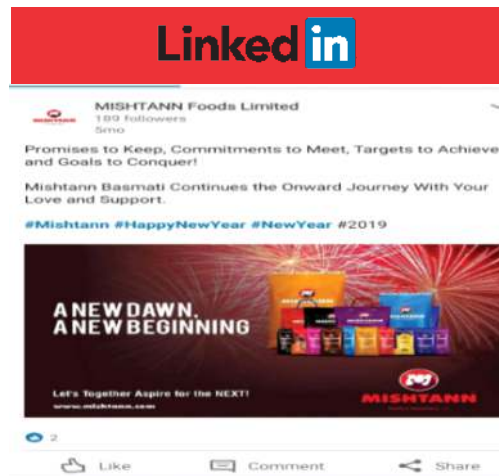 Linked in
MISHTANN Foods Limited
189 followers
5mo
Promises to Keep, Commitments to Meet, Targets to Achieve
and Goals to Conquer!
Mishtann Basmati Continues the Onward Journey With Your
Love and Support.
#Mishtann #HappyNewYear #NewYear #2019
A NEW DAWN,
A NEW BEGINNING
Let's Together Aspire for the NEXT!
www.mishtann.com
MISHTANN
2
Like Comment Share